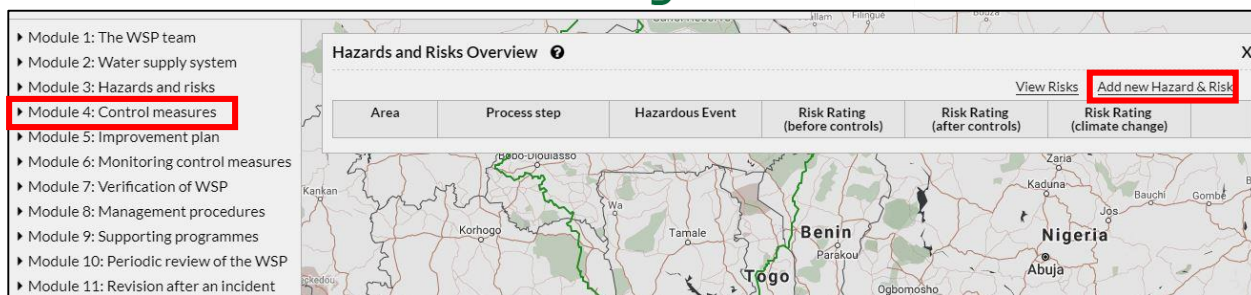 Module 1: The WSP team
Module 2: Water supply system
Module 3: Hazards and risks
Module 4: Control measures
Module 5: Improvement plan
Module 6: Monitoring control measures
Module 7: Verification of WSP
Module 8: Management procedures
Module 9: Supporting programmes
Module 10: Periodic review of the WSP
Module 11: Revision after an incident
Filingué
Hazards and Risks Overview ? X
View Risks Add new Hazard & Risk
Area Process step Hazardous Event Risk Rating (before controls) Risk Rating (after controls) Risk Rating (climate change)
Bobo-Dioulasso
Zaria
Kankan
Kaduna
Bauchi
Gombe
Wa
Jos
Korhogo
Tamale
Benin
Parakou
Nigeria
Abuja
Togo
Ogbomosho